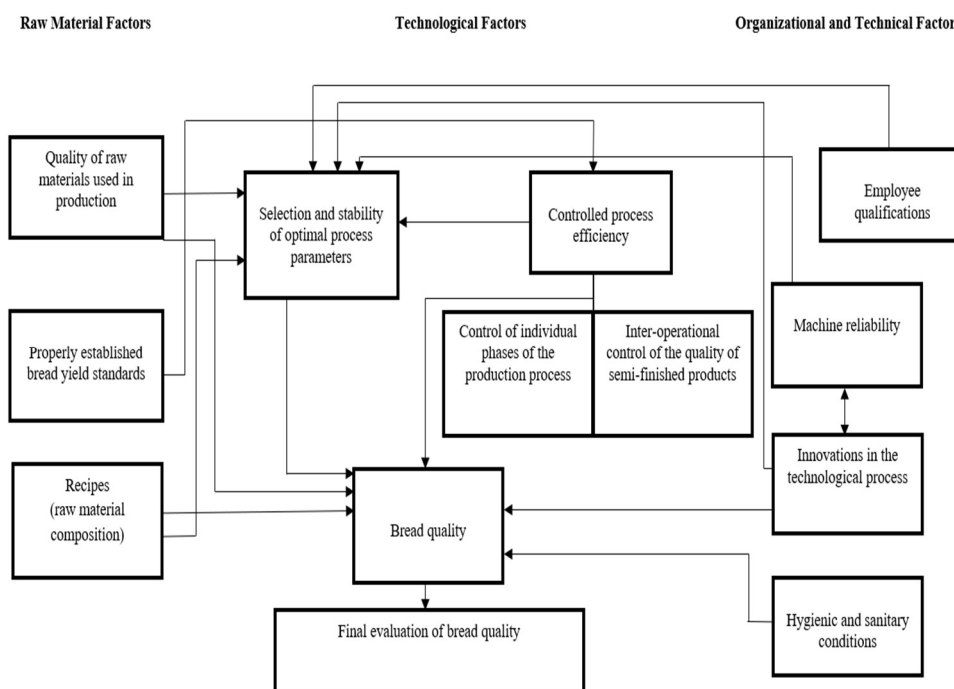 Raw Material Factors
Technological Factors
Organizational and Technical Factor
Quality of raw
materials used in
production
Selection and stability
of optimal process
parameters
Controlled process
efficiency
Employee
qualifications
Properly established
bread yield standards
Control of individual
phases of the
production process
Inter-operational
control of the quality of
semi-finished products
Machine reliability
Recipes
(raw material
composition)
Bread quality
Innovations in the
technological process
Final evaluation of bread quality
Hygienic and sanitary
conditions